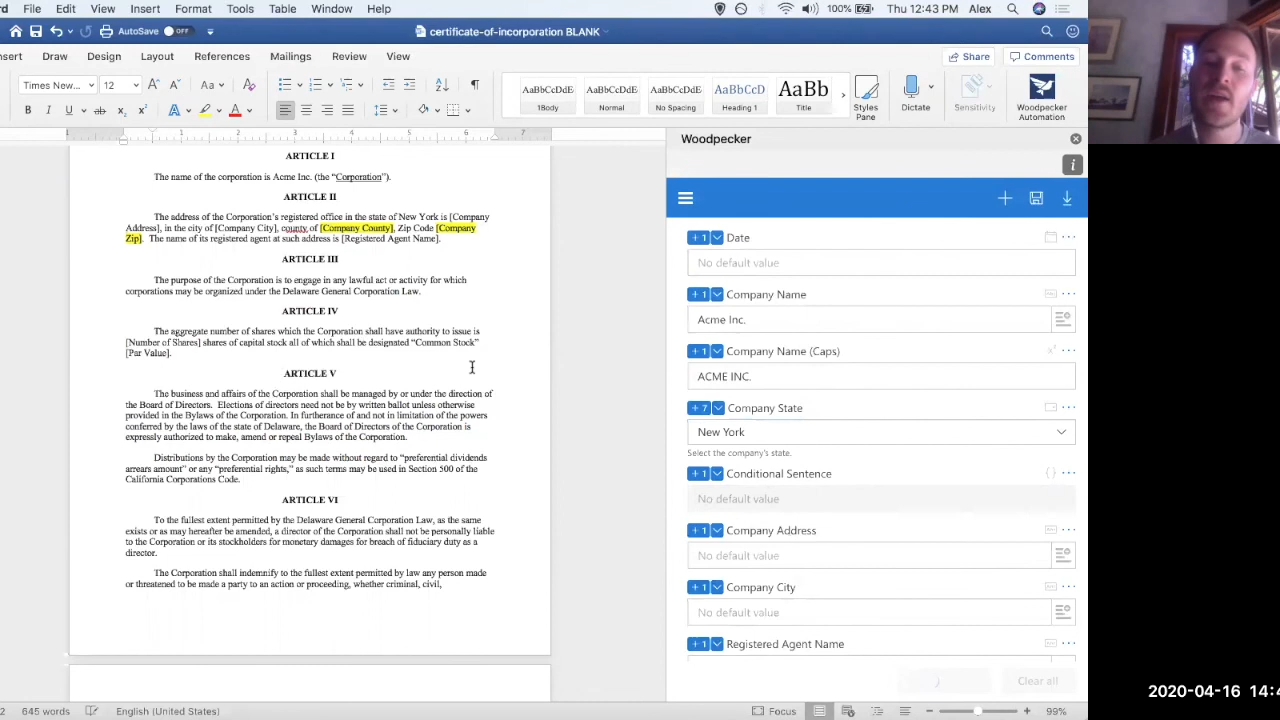 File Edit View Insert Format Tools Table Window Help 100% Thu 12:43 PM Alex
AutoSave OFF certificate-of-incorporation BLANK
nsert Draw Design Layout References Mailings Review View Share Comments
Times New... 12
B I U ab x x A A
AaBbCcDdE AaBbCcDdE AaBbCcDdE AaBbCcD AaBb
1Body Normal No Spacing Heading 1 Title
Styles Pane
Dictate
Sensitivity
Woodpecker Automation
1 1 2 3 4 5 6 7
ARTICLE I
The name of the corporation is Acme Inc. (the “Corporation”).
ARTICLE II
The address of the Corporation’s registered office in the state of New York is [Company
Address], in the city of [Company City], county of [Company County], Zip Code [Company
Zip]. The name of its registered agent at such address is [Registered Agent Name].
ARTICLE III
The purpose of the Corporation is to engage in any lawful act or activity for which
corporations may be organized under the Delaware General Corporation Law.
ARTICLE IV
The aggregate number of shares which the Corporation shall have authority to issue is
[Number of Shares] shares of capital stock all of which shall be designated “Common Stock”
[Par Value].
ARTICLE V
The business and affairs of the Corporation shall be managed by or under the direction of
the Board of Directors. Elections of directors need not be by written ballot unless otherwise
provided in the Bylaws of the Corporation. In furtherance of and not in limitation of the powers
conferred by the laws of the state of Delaware, the Board of Directors of the Corporation is
expressly authorized to make, amend or repeal Bylaws of the Corporation.
Distributions by the Corporation may be made without regard to “preferential dividends
arrears amount” or any “preferential rights,” as such terms may be used in Section 500 of the
California Corporations Code.
ARTICLE VI
To the fullest extent permitted by the Delaware General Corporation Law, as the same
exists or as may hereafter be amended, a director of the Corporation shall not be personally liable
to the Corporation or its stockholders for monetary damages for breach of fiduciary duty as a
director.
The Corporation shall indemnify to the fullest extent permitted by law any person made
or threatened to be made a party to an action or proceeding, whether criminal, civil,
Woodpecker
i
+ 1 Date
No default value
+ 1 Company Name
Acme Inc.
+ 1 Company Name (Caps)
ACME INC.
+ 7 Company State
New York
Select the company's state.
+ 1 Conditional Sentence
No default value
+ 1 Company Address
No default value
+ 1 Company City
No default value
+ 1 Registered Agent Name
Clear all
2 645 words English (United States) Focus 99%
2020-04-16 14:4